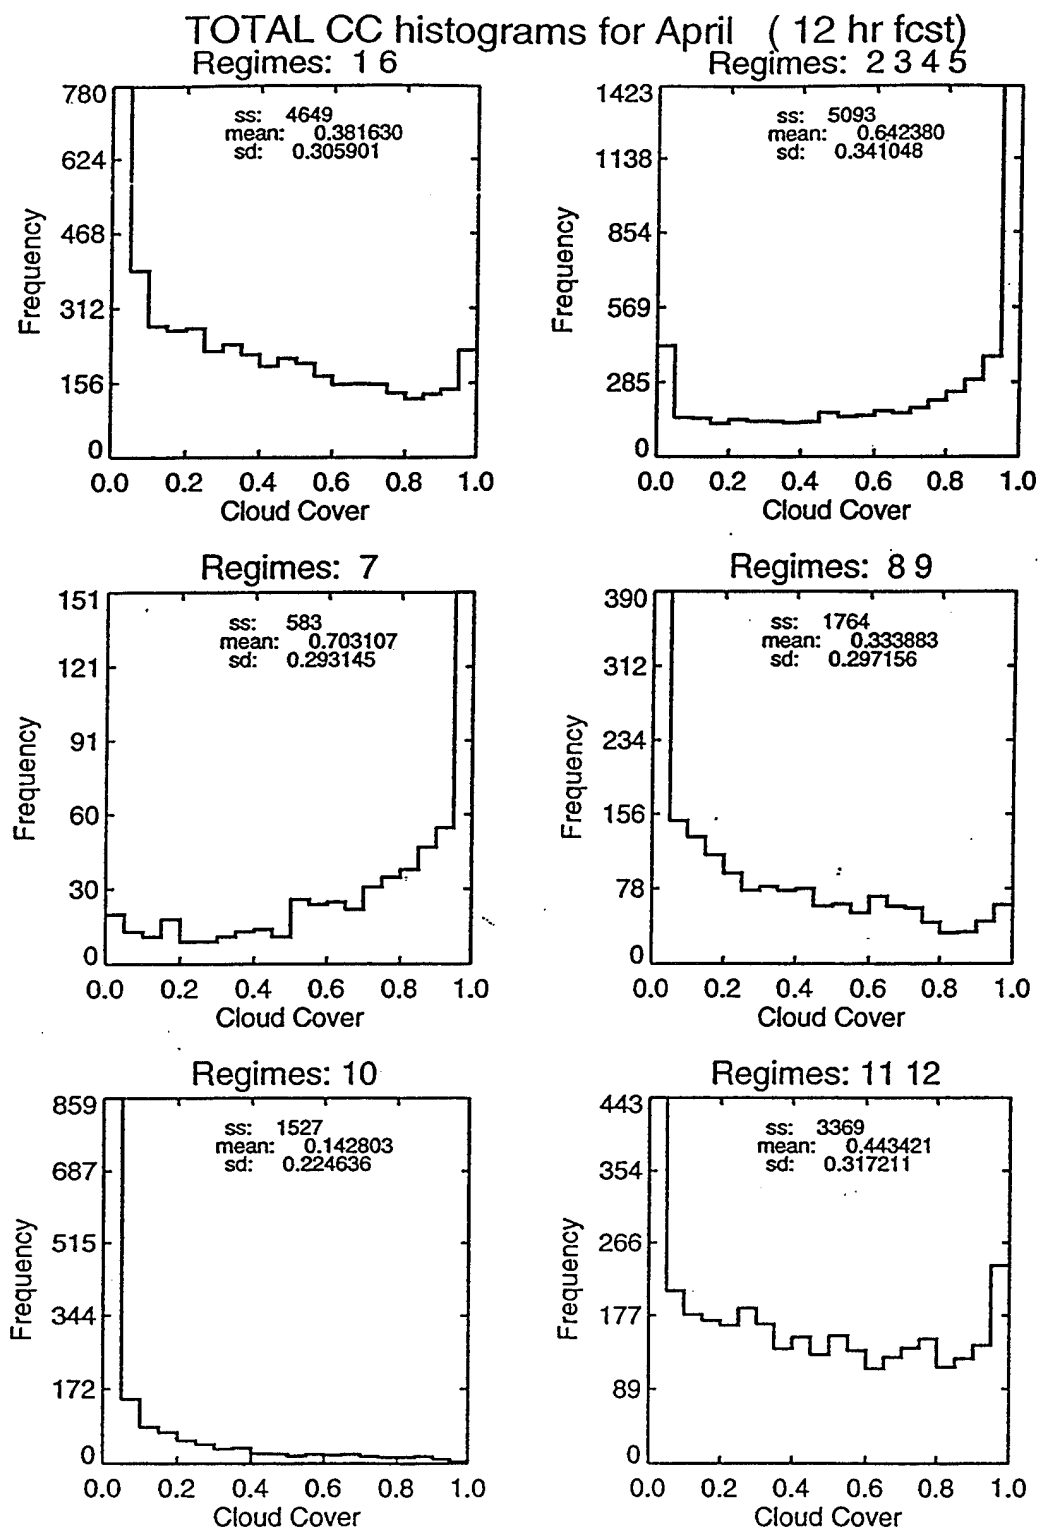 TOTAL CC histograms for April ( 12 hr fcst)
Regimes: 1 6
780
624
468
312
156
0
Frequency
ss: 4649
mean: 0.381630
sd: 0.305901
0.0 0.2 0.4 0.6 0.8 1.0
Cloud Cover
Regimes: 2 3 4 5
1423
1138
854
569
285
0
Frequency
ss: 5093
mean: 0.642380
sd: 0.341048
0.0 0.2 0.4 0.6 0.8 1.0
Cloud Cover
Regimes: 7
151
121
91
60
30
0
Frequency
ss: 583
mean: 0.703107
sd: 0.293145
0.0 0.2 0.4 0.6 0.8 1.0
Cloud Cover
Regimes: 8 9
390
312
234
156
78
0
Frequency
ss: 1764
mean: 0.333883
sd: 0.297156
0.0 0.2 0.4 0.6 0.8 1.0
Cloud Cover
Regimes: 10
859
687
515
344
172
0
Frequency
ss: 1527
mean: 0.142803
sd: 0.224636
0.0 0.2 0.4 0.6 0.8 1.0
Cloud Cover
Regimes: 11 12
443
354
266
177
89
0
Frequency
ss: 3369
mean: 0.443421
sd: 0.317211
0.0 0.2 0.4 0.6 0.8 1.0
Cloud Cover